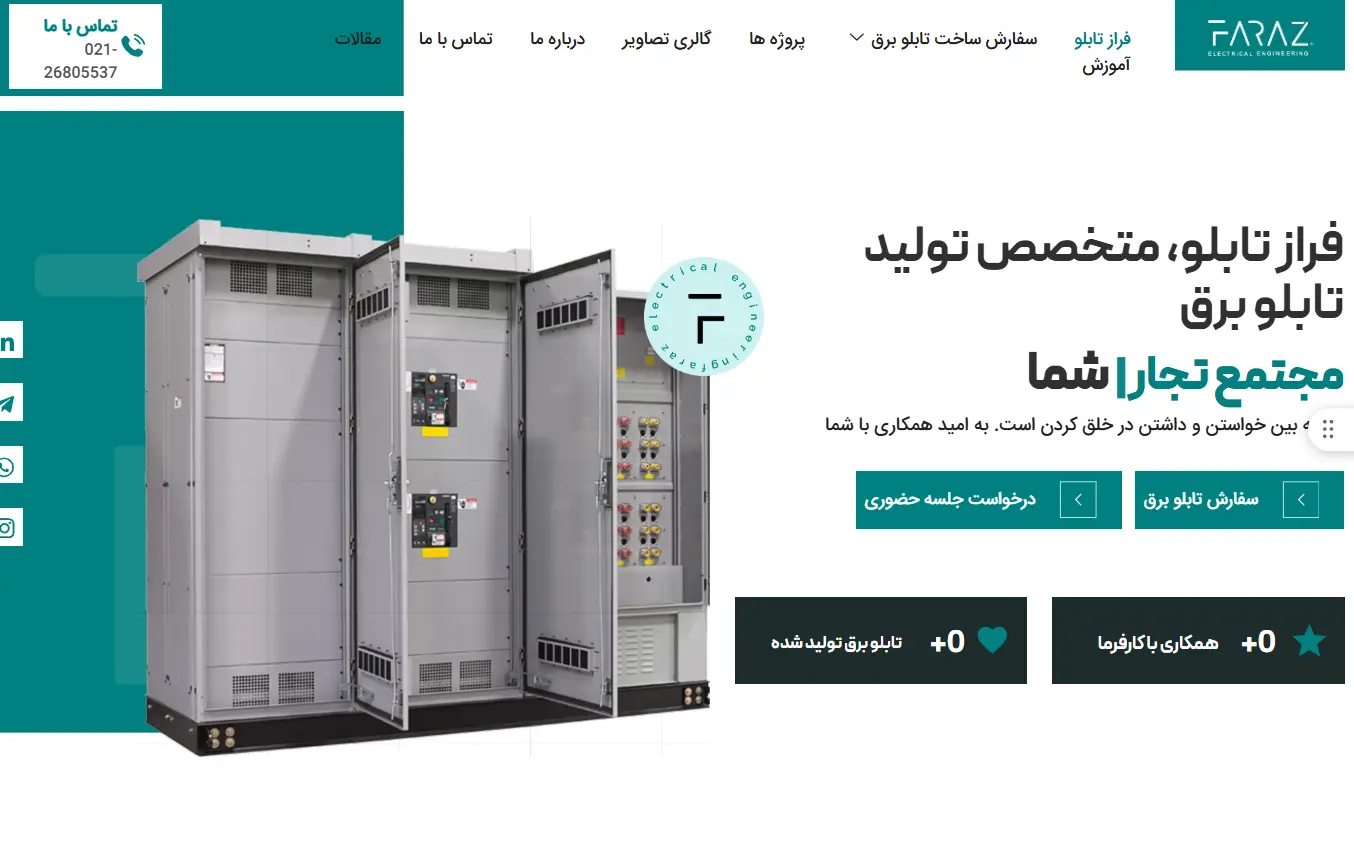 FARAZ
ELECTRICAL ENGINEERING
فراز تابلو
سفارش ساخت تابلو برق
پروژه ها
گالری تصاویر
درباره ما
تماس با ما
مقالات
آموزش
تماس با ما
021-
26805537
فراز تابلو، متخصص تولید
تابلو برق
مجتمع تجار| شما
بین خواستن و داشتن در خلق کردن است. به امید همکاری با شما
سفارش تابلو برق
درخواست جلسه حضوری
+0 همکاری با کارفرما
+0 تابلو برق تولید شده
electrical engineering faraz